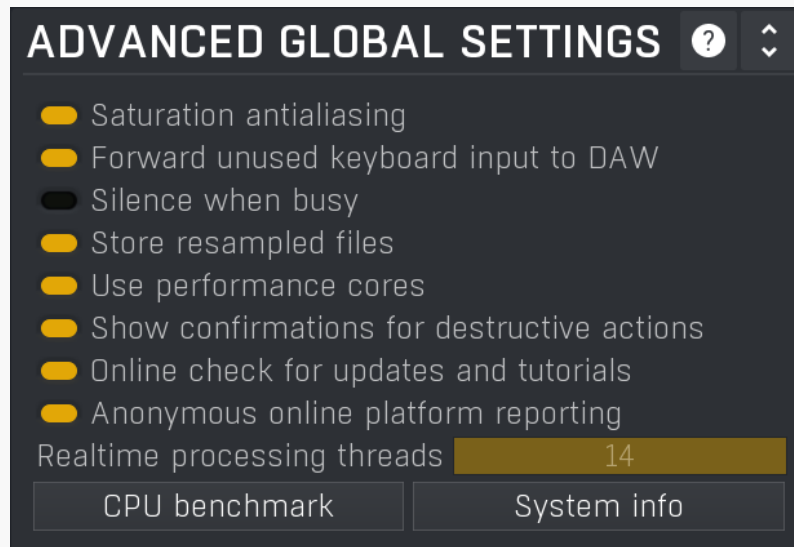 ADVANCED GLOBAL SETTINGS ?
Saturation antialiasing
Forward unused keyboard input to DAW
Silence when busy
Store resampled files
Use performance cores
Show confirmations for destructive actions
Online check for updates and tutorials
Anonymous online platform reporting
Realtime processing threads 14
CPU benchmark System info